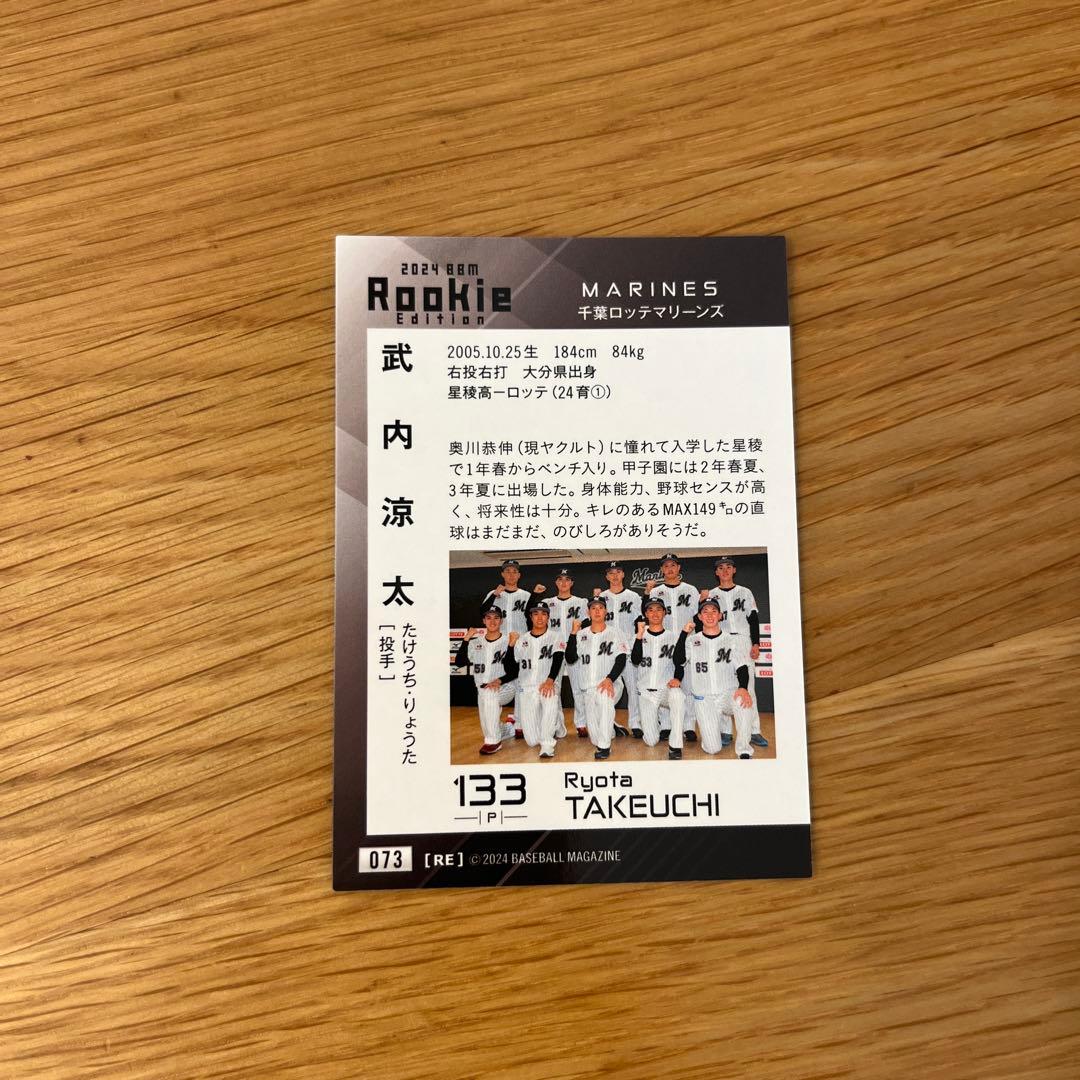 2024 BBM
Rookie
Edition
MARINES
千葉ロッテマリーンズ
武内涼太
たけうち・りょうた
[投手]
2005.10.25生 184cm 84kg
右投右打 大分県出身
星稜高ーロッテ(24育①)
奥川恭伸(現ヤクルト)に憧れて入学した星稜
で1年春からベンチ入り。甲子園には2年春夏、
3年夏に出場した。身体能力、野球センスが高
く、将来性は十分。キレのあるMAX149㌔の直
球はまだまだ、のびしろがありそうだ。
59
31
10
53
65
133
P
Ryota
TAKEUCHI
073 [RE] © 2024 BASEBALL MAGAZINE